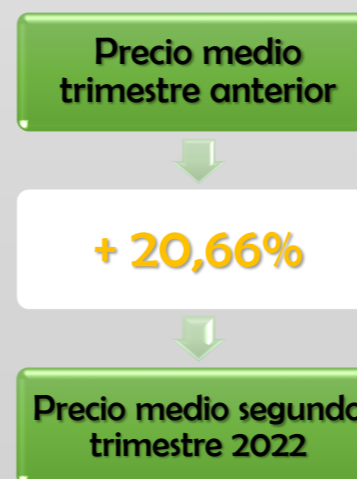 Precio medio
trimestre anterior
+ 20,66%
Precio medio segundo
trimestre 2022